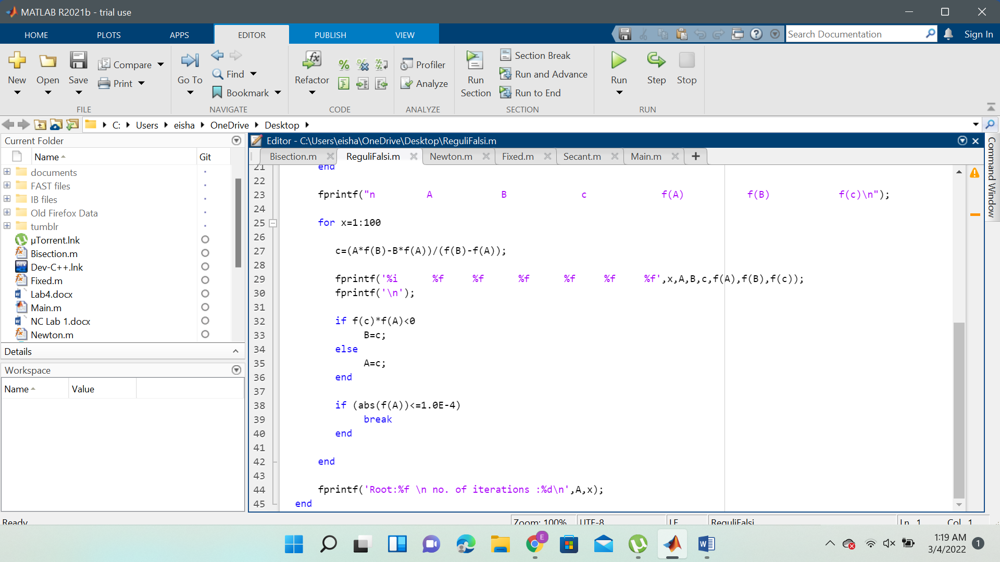 MATLAB R2021b - trial use
HOME PLOTS APPS EDITOR PUBLISH VIEW
Search Documentation
Sign In
New
Open
Save
Compare
Print
FILE
Go To
Find
Bookmark
NAVIGATE
Refactor
CODE
Profiler
Analyze
ANALYZE
Run Section
Section Break
Run and Advance
Run to End
SECTION
Run
Step
Stop
RUN
C: Users eisha OneDrive Desktop
Current Folder
Name Git
documents
FAST files
IB files
Old Firefox Data
tumblr
µTorrent.lnk
Bisection.m
Dev-C++.lnk
Fixed.m
Lab4.docx
Main.m
NC Lab 1.docx
Newton.m
Details
Workspace
Name Value
Editor - C:\Users\eisha\OneDrive\Desktop\ReguliFalsi.m
Bisection.m ReguliFalsi.m Newton.m Fixed.m Secant.m Main.m
21 end
22
23 fprintf("n A B c f(A) f(B) f(c)\n");
24
25 for x=1:100
26
27 c=(A*f(B)-B*f(A))/(f(B)-f(A));
28
29 fprintf('%i %f %f %f %f %f %f',x,A,B,c,f(A),f(B),f(c));
30 fprintf('\n');
31
32 if f(c)*f(A)<0
33 B=c;
34 else
35 A=c;
36 end
37
38 if (abs(f(A))<=1.0E-4)
39 break
40 end
41
42 end
43
44 fprintf('Root:%f \n no. of iterations :%d\n',A,x);
45 end
Command Window
Ready
Zoom: 100% UTF-8 LF ReguliFalsi Ln 1 Col 1
E
1:19 AM
3/4/2022
1